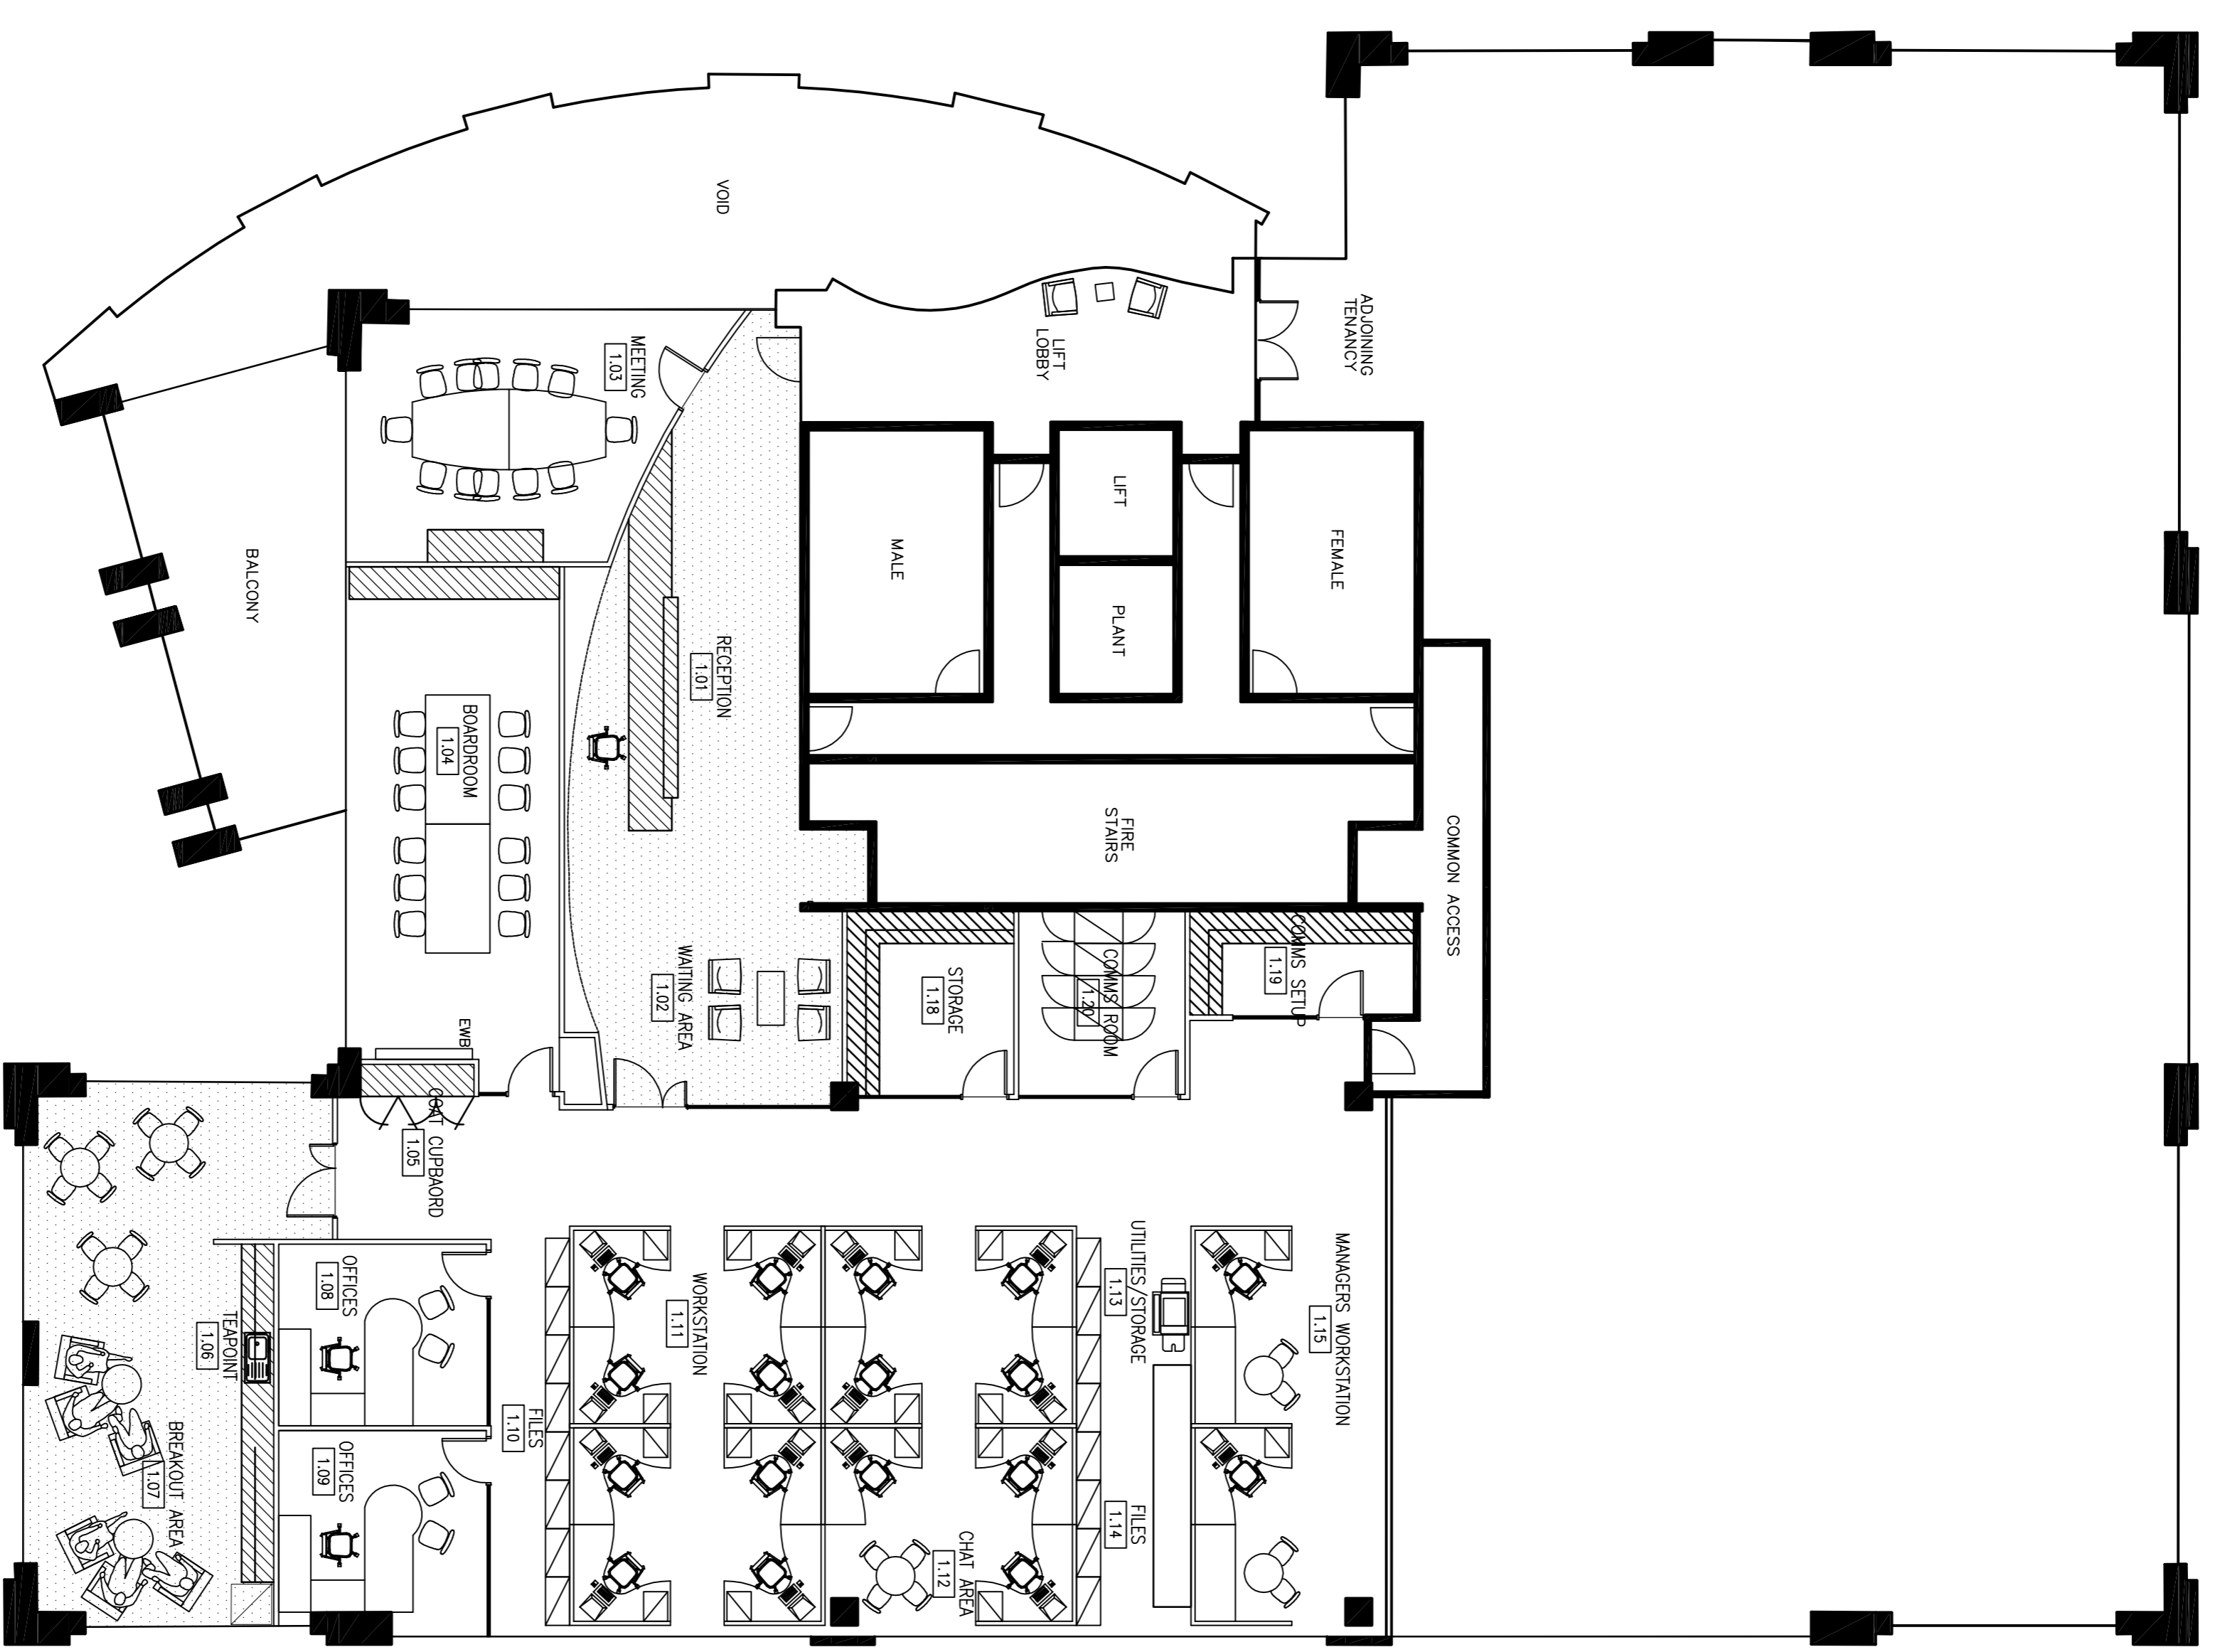 VOID
ADJOINING
TENANCY
LIFT
LOBBY
MEETING
1.03
LIFT
MALE
FEMALE
PLANT
BALCONY
RECEPTION
1.01
BOARDROOM
1.04
FIRE
STAIRS
COMMON ACCESS
WAITING AREA
1.02
STORAGE
1.18
COMMS ROOM
1.20
COMMS SETUP
1.19
EWB
COAT CUPBAORD
1.05
OFFICES
1.08
TEAPOINT
1.06
WORKSTATION
1.11
UTILITIES/STORAGE
1.13
MANAGERS WORKSTATION
1.15
FILES
1.10
OFFICES
1.09
BREAKOUT AREA
1.07
FILES
1.14
CHAT AREA
1.12